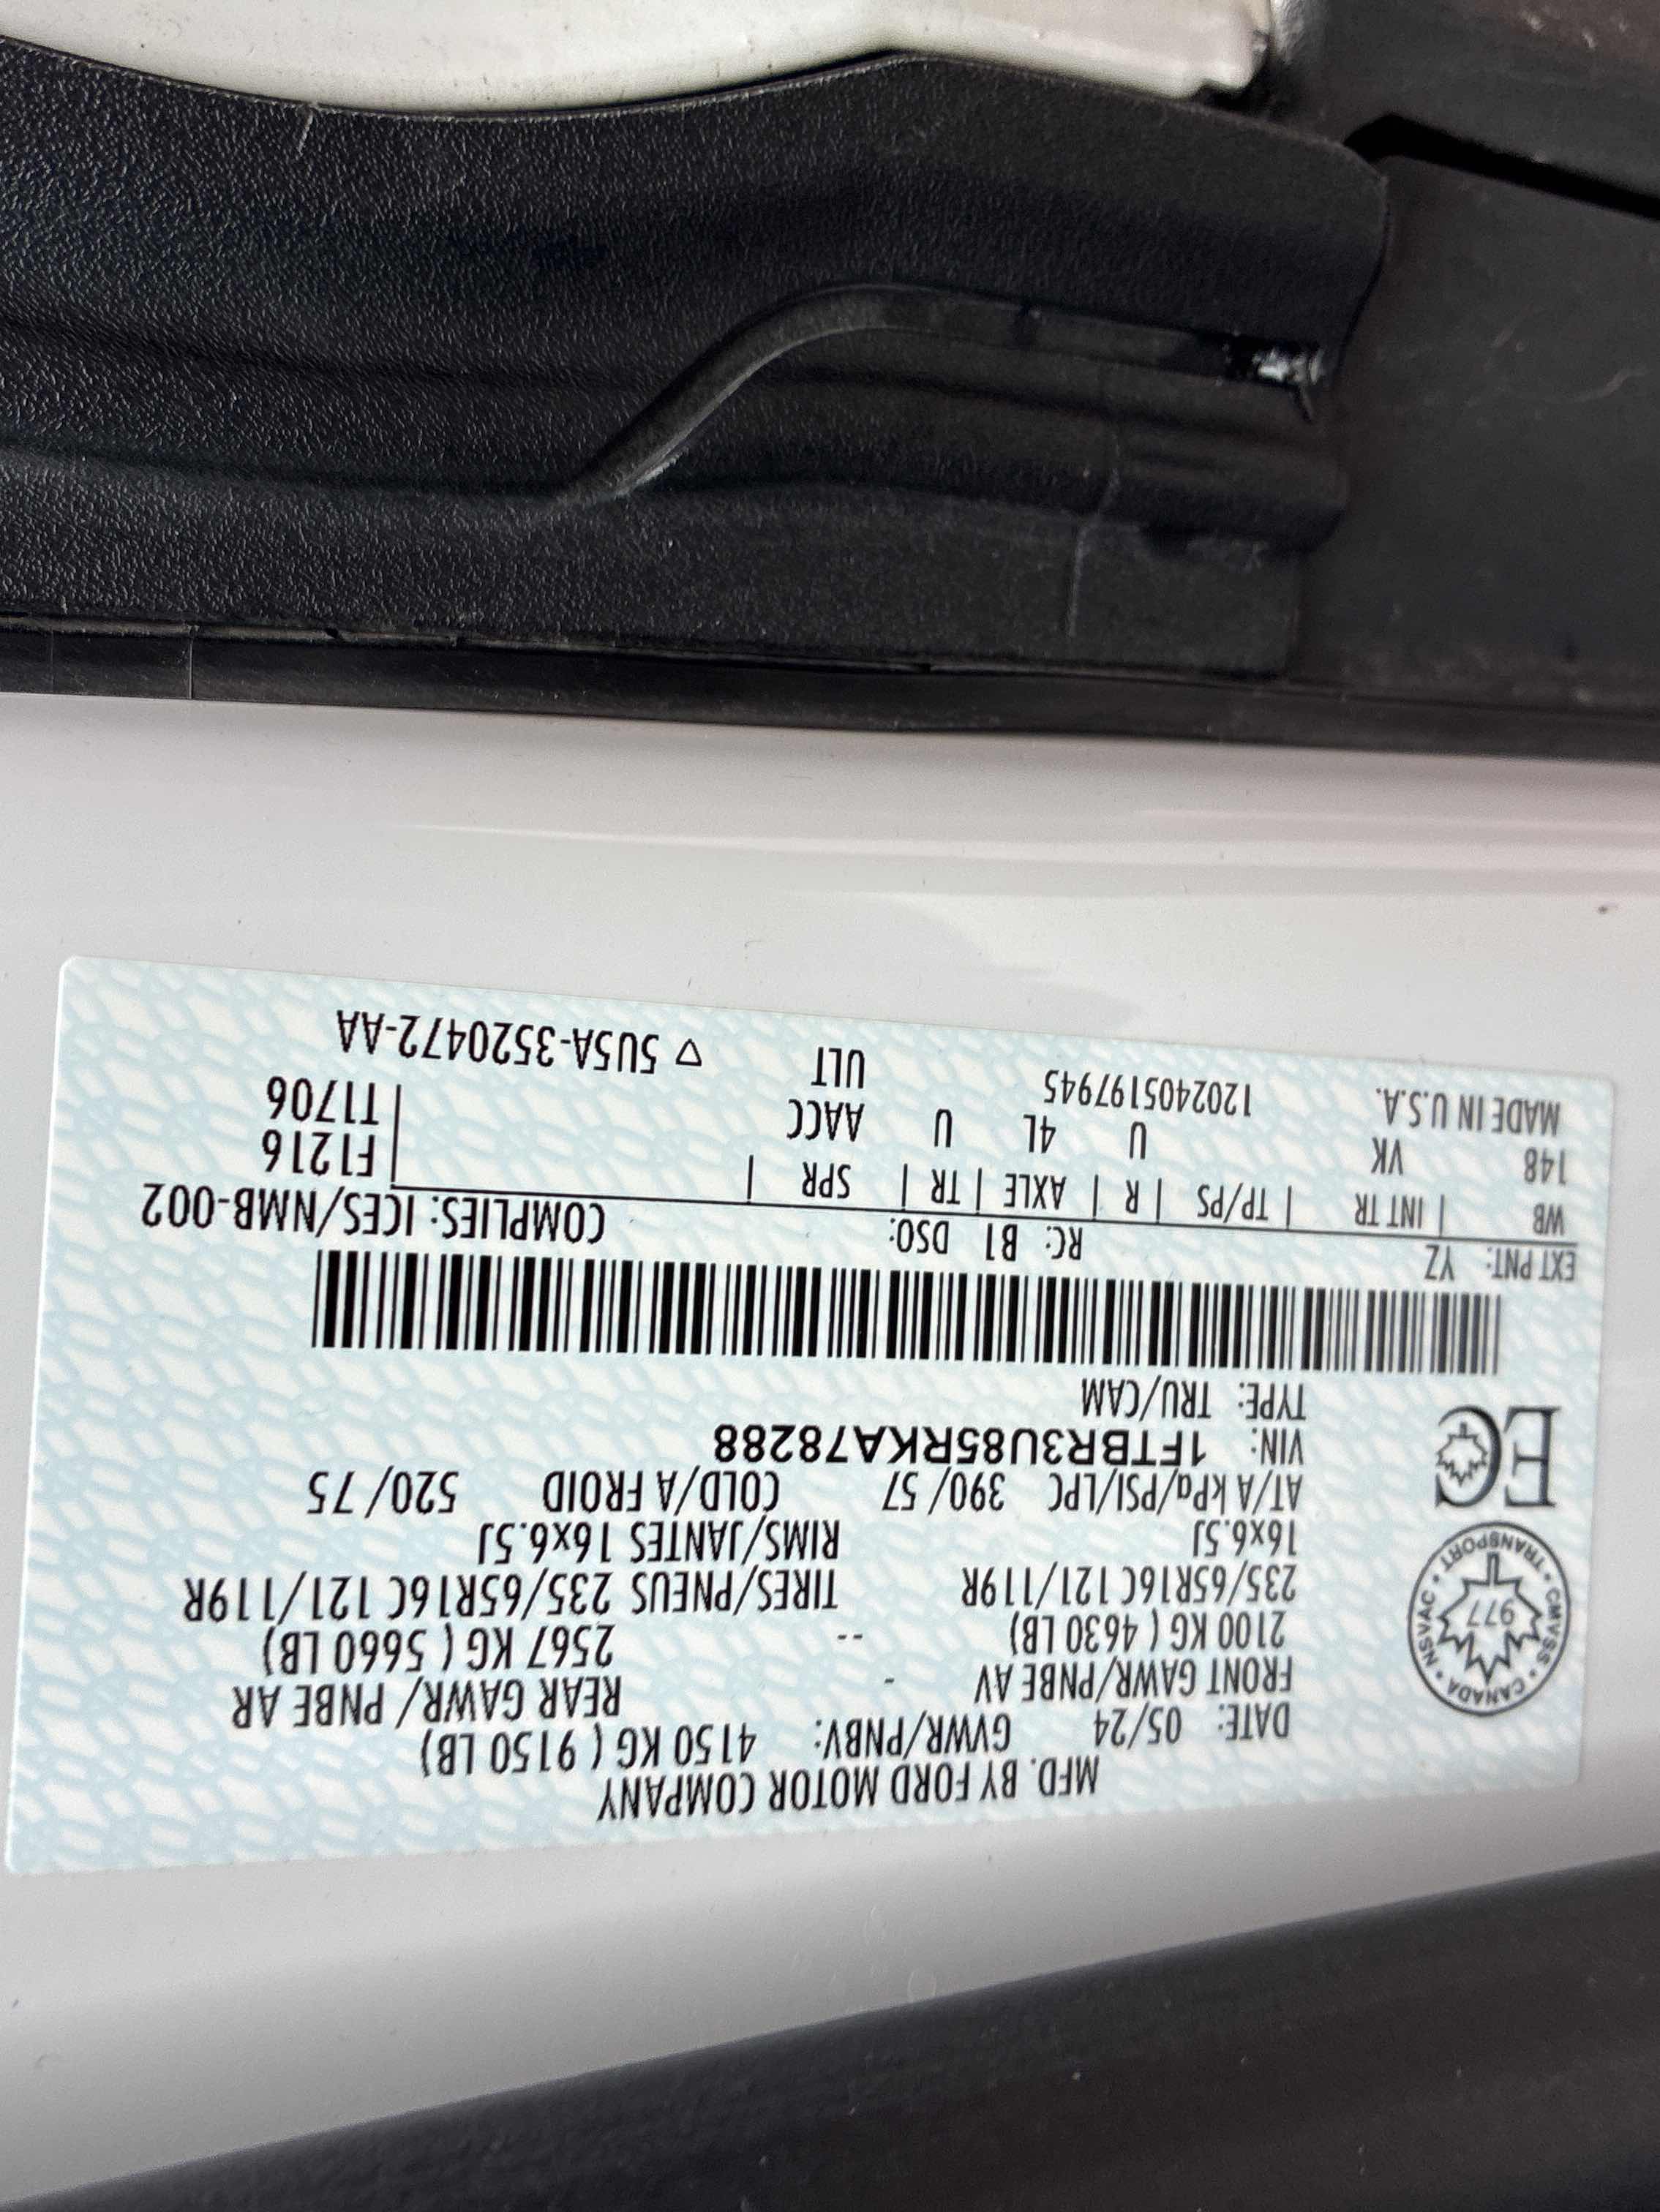 MFD. BY FORD MOTOR COMPANY
DATE: 05/24 GVWR/PNBV: 4150 KG ( 9150 LB)
FRONT GAWR/PNBE AV - REAR GAWR/ PNBE AR
2100 KG ( 4630 LB) -- 2567 KG ( 5660 LB)
235/65R16C 121/119R TIRES/PNEUS 235/65R16C 121/119R
16x6.5J RIMS/JANTES 16x6.5J
AT/A kPa/PSI/LPC 390/ 57 COLD/A FROID 520/ 75
VIN: 1FTBR3U85RKA78288
TYPE: TRU/CAM
CANADA • CMVSS • TRANSPORT • NSVAC •
977
EC
EXT PNT: YZ RC: B1 DSO: COMPLIES: ICES/NMB-002
WB | INT TR | TP/PS | R | AXLE | TR | SPR | F1216
148 VK U 4L U AACC T1706
MADE IN U.S.A. 120240519​7945 ULT ▽ 5U5A-3520472-AA